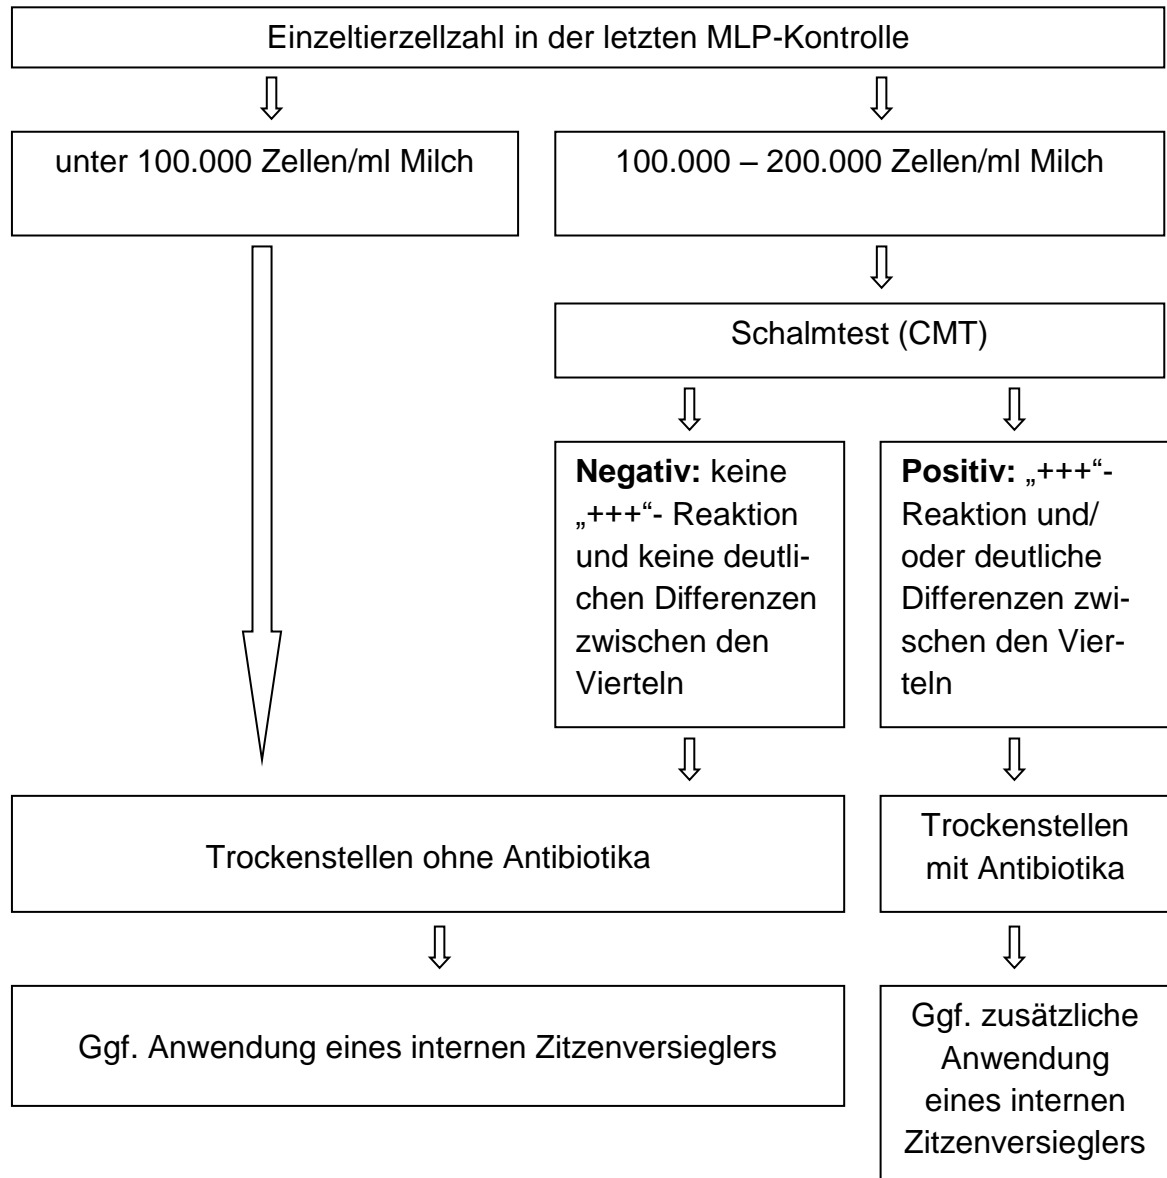 Einzeltierzellzahl in der letzten MLP-Kontrolle
unter 100.000 Zellen/ml Milch
100.000 – 200.000 Zellen/ml Milch
Schalmtest (CMT)
Negativ: keine
„+++“- Reaktion
und keine deutli-
chen Differenzen
zwischen den
Vierteln
Positiv: „+++“-
Reaktion und/
oder deutliche
Differenzen zwi-
schen den Vier-
teln
Trockenstellen ohne Antibiotika
Trockenstellen
mit Antibiotika
Ggf. Anwendung eines internen Zitzenversieglers
Ggf. zusätzliche
Anwendung
eines internen
Zitzenversieglers